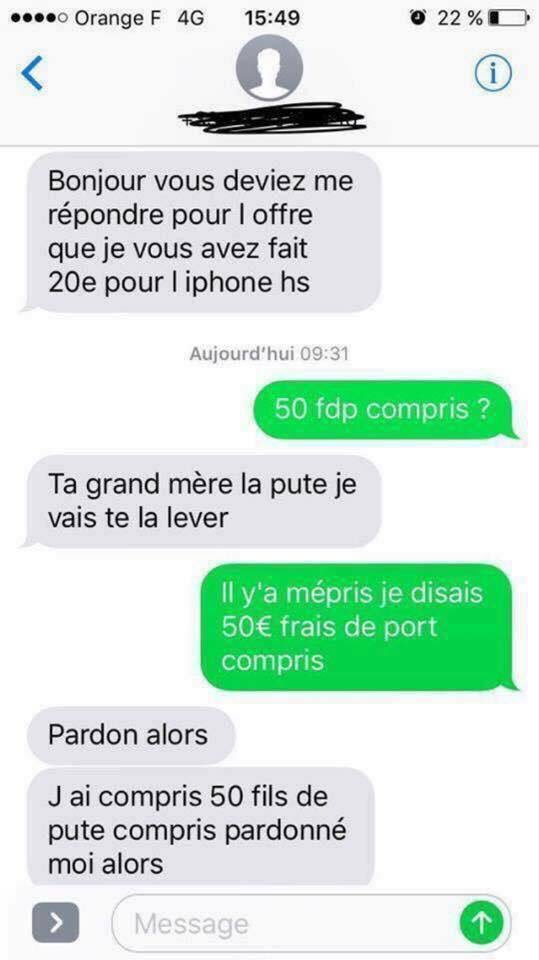 Orange F 4G 15:49 22 %
Bonjour vous deviez me
répondre pour l offre
que je vous avez fait
20e pour l iphone hs
Aujourd'hui 09:31
50 fdp compris ?
Ta grand mère la pute je
vais te la lever
Il y'a mépris je disais
50€ frais de port
compris
Pardon alors
J ai compris 50 fils de
pute compris pardonné
moi alors
Message